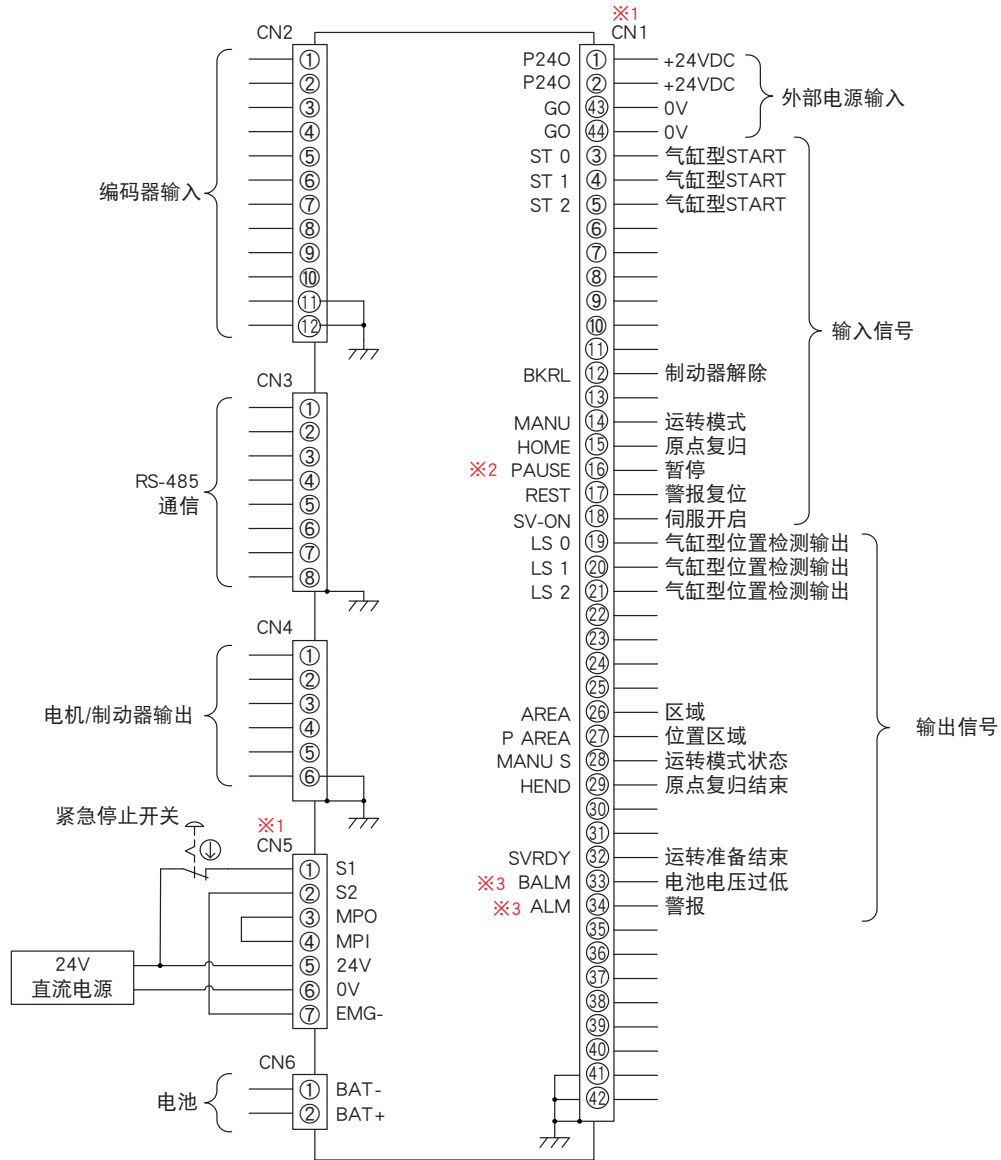 CN2
①
②
③
④
⑤
⑥
⑦
⑧
⑨
⑩
⑪
⑫
编码器输入
CN3
①
②
③
④
⑤
⑥
⑦
⑧
RS-485
通信
CN4
①
②
③
④
⑤
⑥
电机/制动器输出
紧急停止开关
※1
CN5
① S1
② S2
③ MPO
④ MPI
⑤ 24V
⑥ 0V
⑦ EMG-
24V
直流电源
CN6
① BAT-
② BAT+
电池
※1
CN1
P24O ① +24VDC
P24O ② +24VDC
GO ㊸ 0V
GO ㊹ 0V
外部电源输入
ST 0 ③ 气缸型START
ST 1 ④ 气缸型START
ST 2 ⑤ 气缸型START
⑥
⑦
⑧
⑨
⑩
⑪
BKRL ⑫ 制动器解除
⑬
MANU ⑭ 运转模式
HOME ⑮ 原点复归
※2 PAUSE ⑯ 暂停
REST ⑰ 警报复位
SV-ON ⑱ 伺服开启
输入信号
LS 0 ⑲ 气缸型位置检测输出
LS 1 ⑳ 气缸型位置检测输出
LS 2 ㉑ 气缸型位置检测输出
㉒
㉓
㉔
㉕
AREA ㉖ 区域
P AREA ㉗ 位置区域
MANU S ㉘ 运转模式状态
HEND ㉙ 原点复归结束
㉚
㉛
SVRDY ㉜ 运转准备结束
※3 BALM ㉝ 电池电压过低
※3 ALM ㉞ 警报
输出信号
㉟
㊱
㊲
㊳
㊴
㊵
㊶
㊷